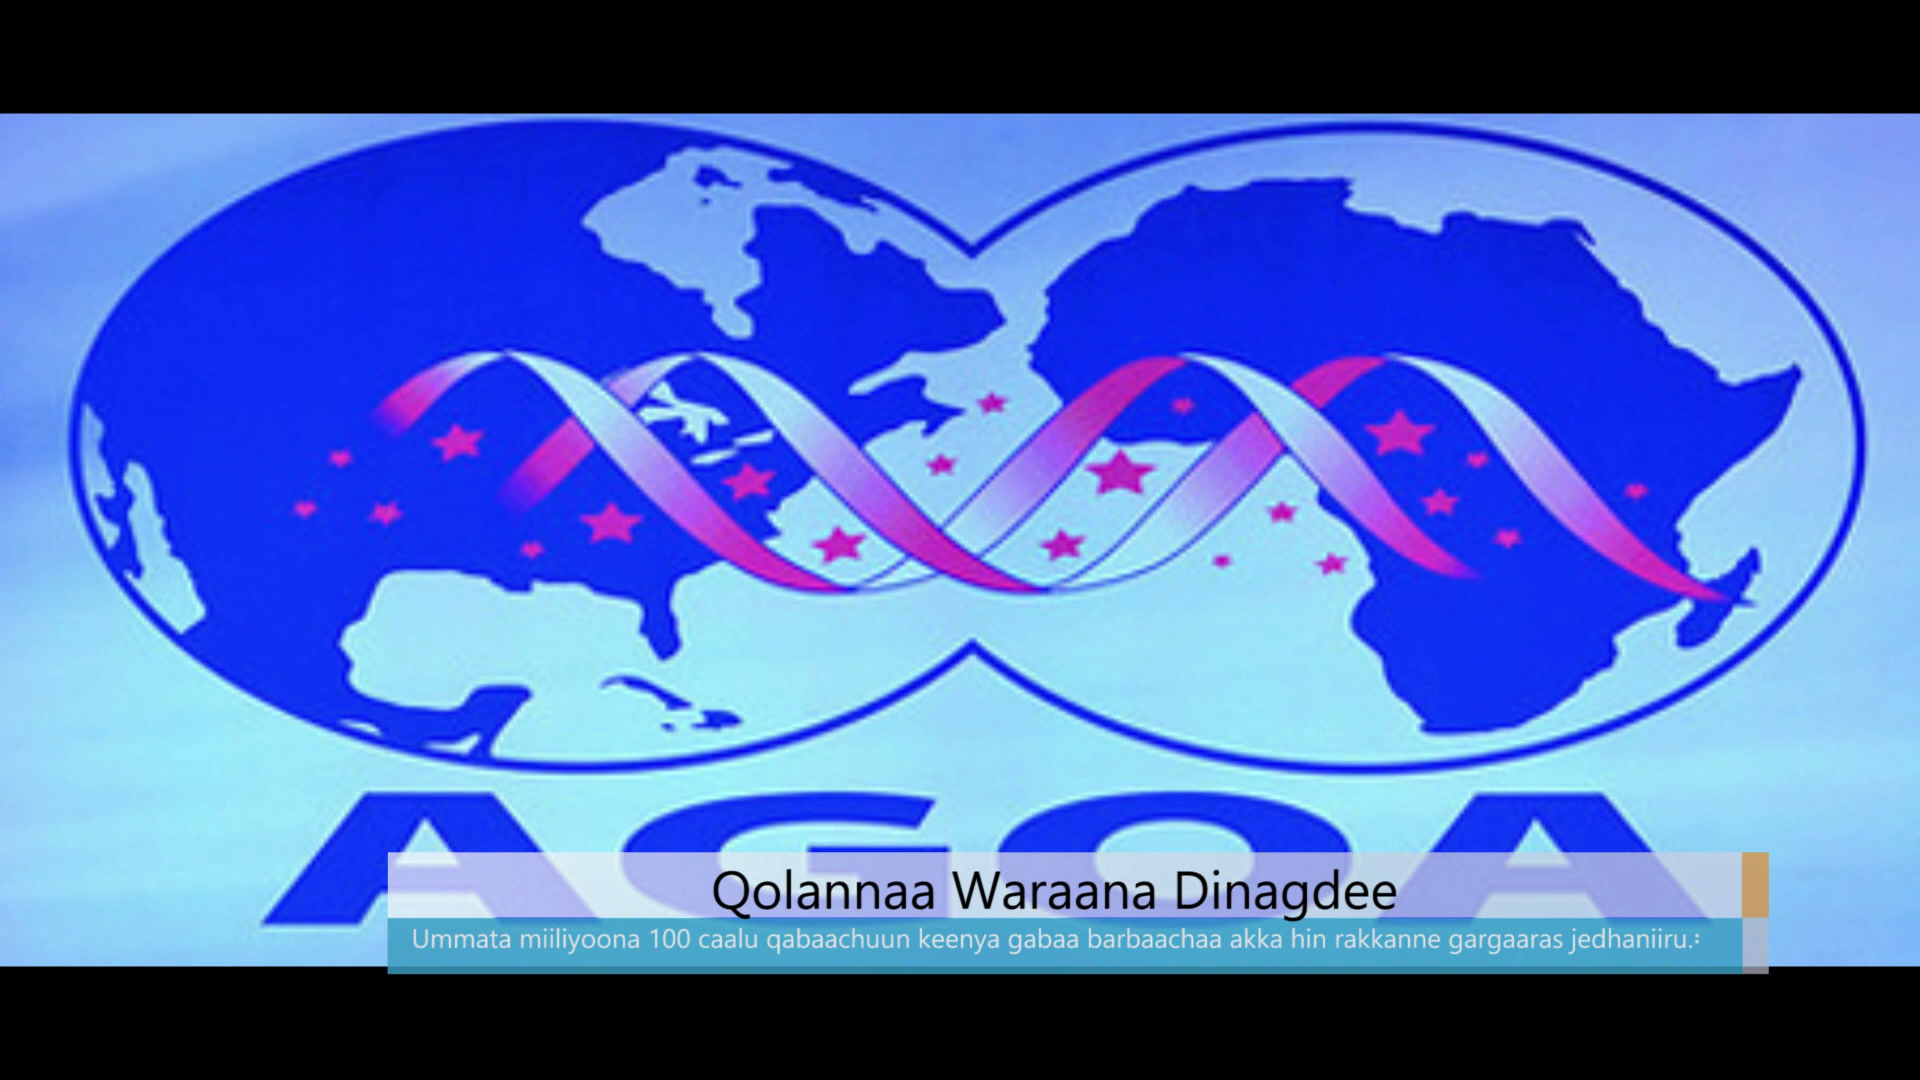 AGOA
Qolannaa Waraana Dinagdee
Ummata miiliyoona 100 caalu qabaachuun keenya gabaa barbaachaa akka hin rakkanne gargaaras jedhaniiru.፡